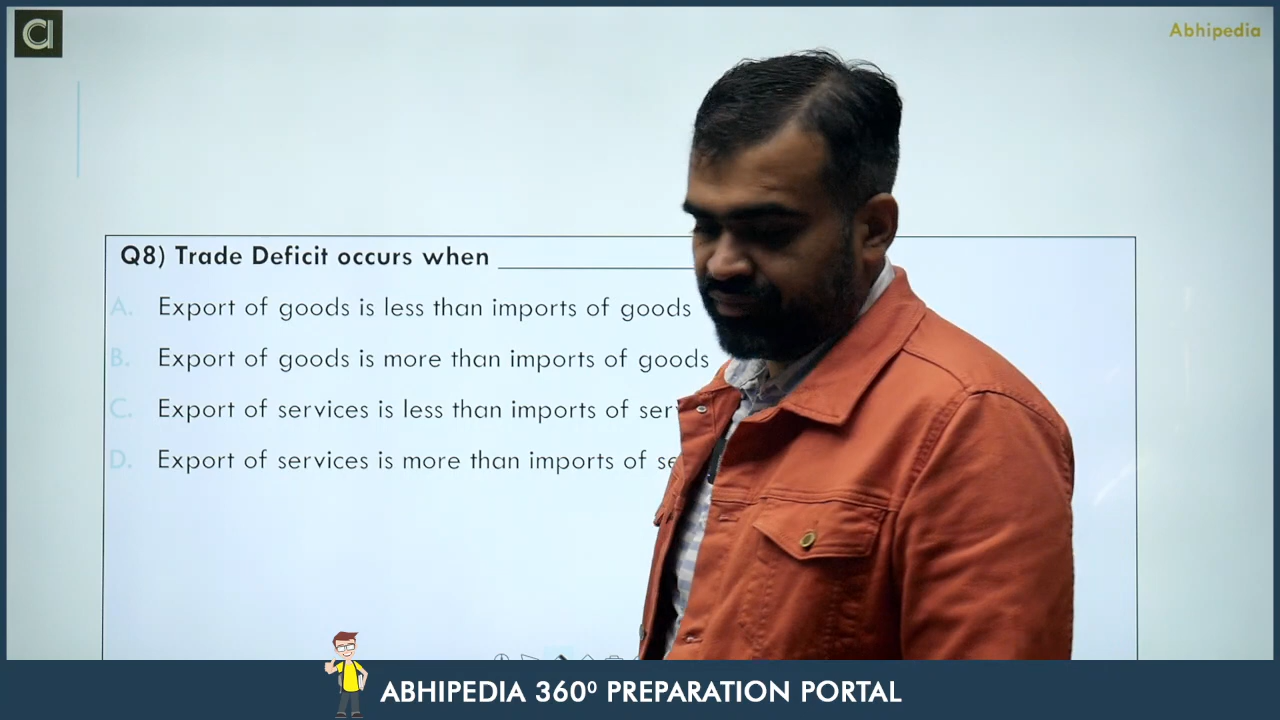 Abhipedia
Q8) Trade Deficit occurs when ____________
A. Export of goods is less than imports of goods
B. Export of goods is more than imports of goods
C. Export of services is less than imports of
D. Export of services is more than imports of
ABHIPEDIA 360⁰ PREPARATION PORTAL